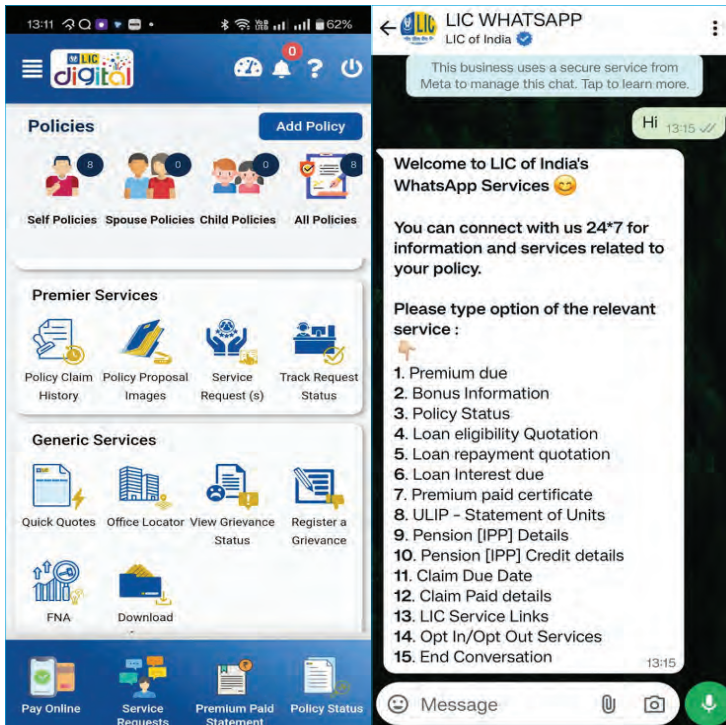 13:11
62%
LIC
digital
0
?
Policies
Add Policy
8
0
0
8
Self Policies
Spouse Policies
Child Policies
All Policies
Premier Services
Policy Claim
History
Policy Proposal
Images
Service
Request (s)
Track Request
Status
Generic Services
Quick Quotes
Office Locator
View Grievance
Status
Register a
Grievance
FNA
Download
Pay Online
Service
Requests
Premium Paid
Statement
Policy Status
LIC
LIC WHATSAPP
LIC of India
This business uses a secure service from
Meta to manage this chat. Tap to learn more.
Hi 13:15
Welcome to LIC of India's
WhatsApp Services 😊
You can connect with us 24*7 for
information and services related to
your policy.
Please type option of the relevant
service :
👇🏻
1. Premium due
2. Bonus Information
3. Policy Status
4. Loan eligibility Quotation
5. Loan repayment quotation
6. Loan Interest due
7. Premium paid certificate
8. ULIP - Statement of Units
9. Pension [IPP] Details
10. Pension [IPP] Credit details
11. Claim Due Date
12. Claim Paid details
13. LIC Service Links
14. Opt In/Opt Out Services
15. End Conversation
13:15
Message